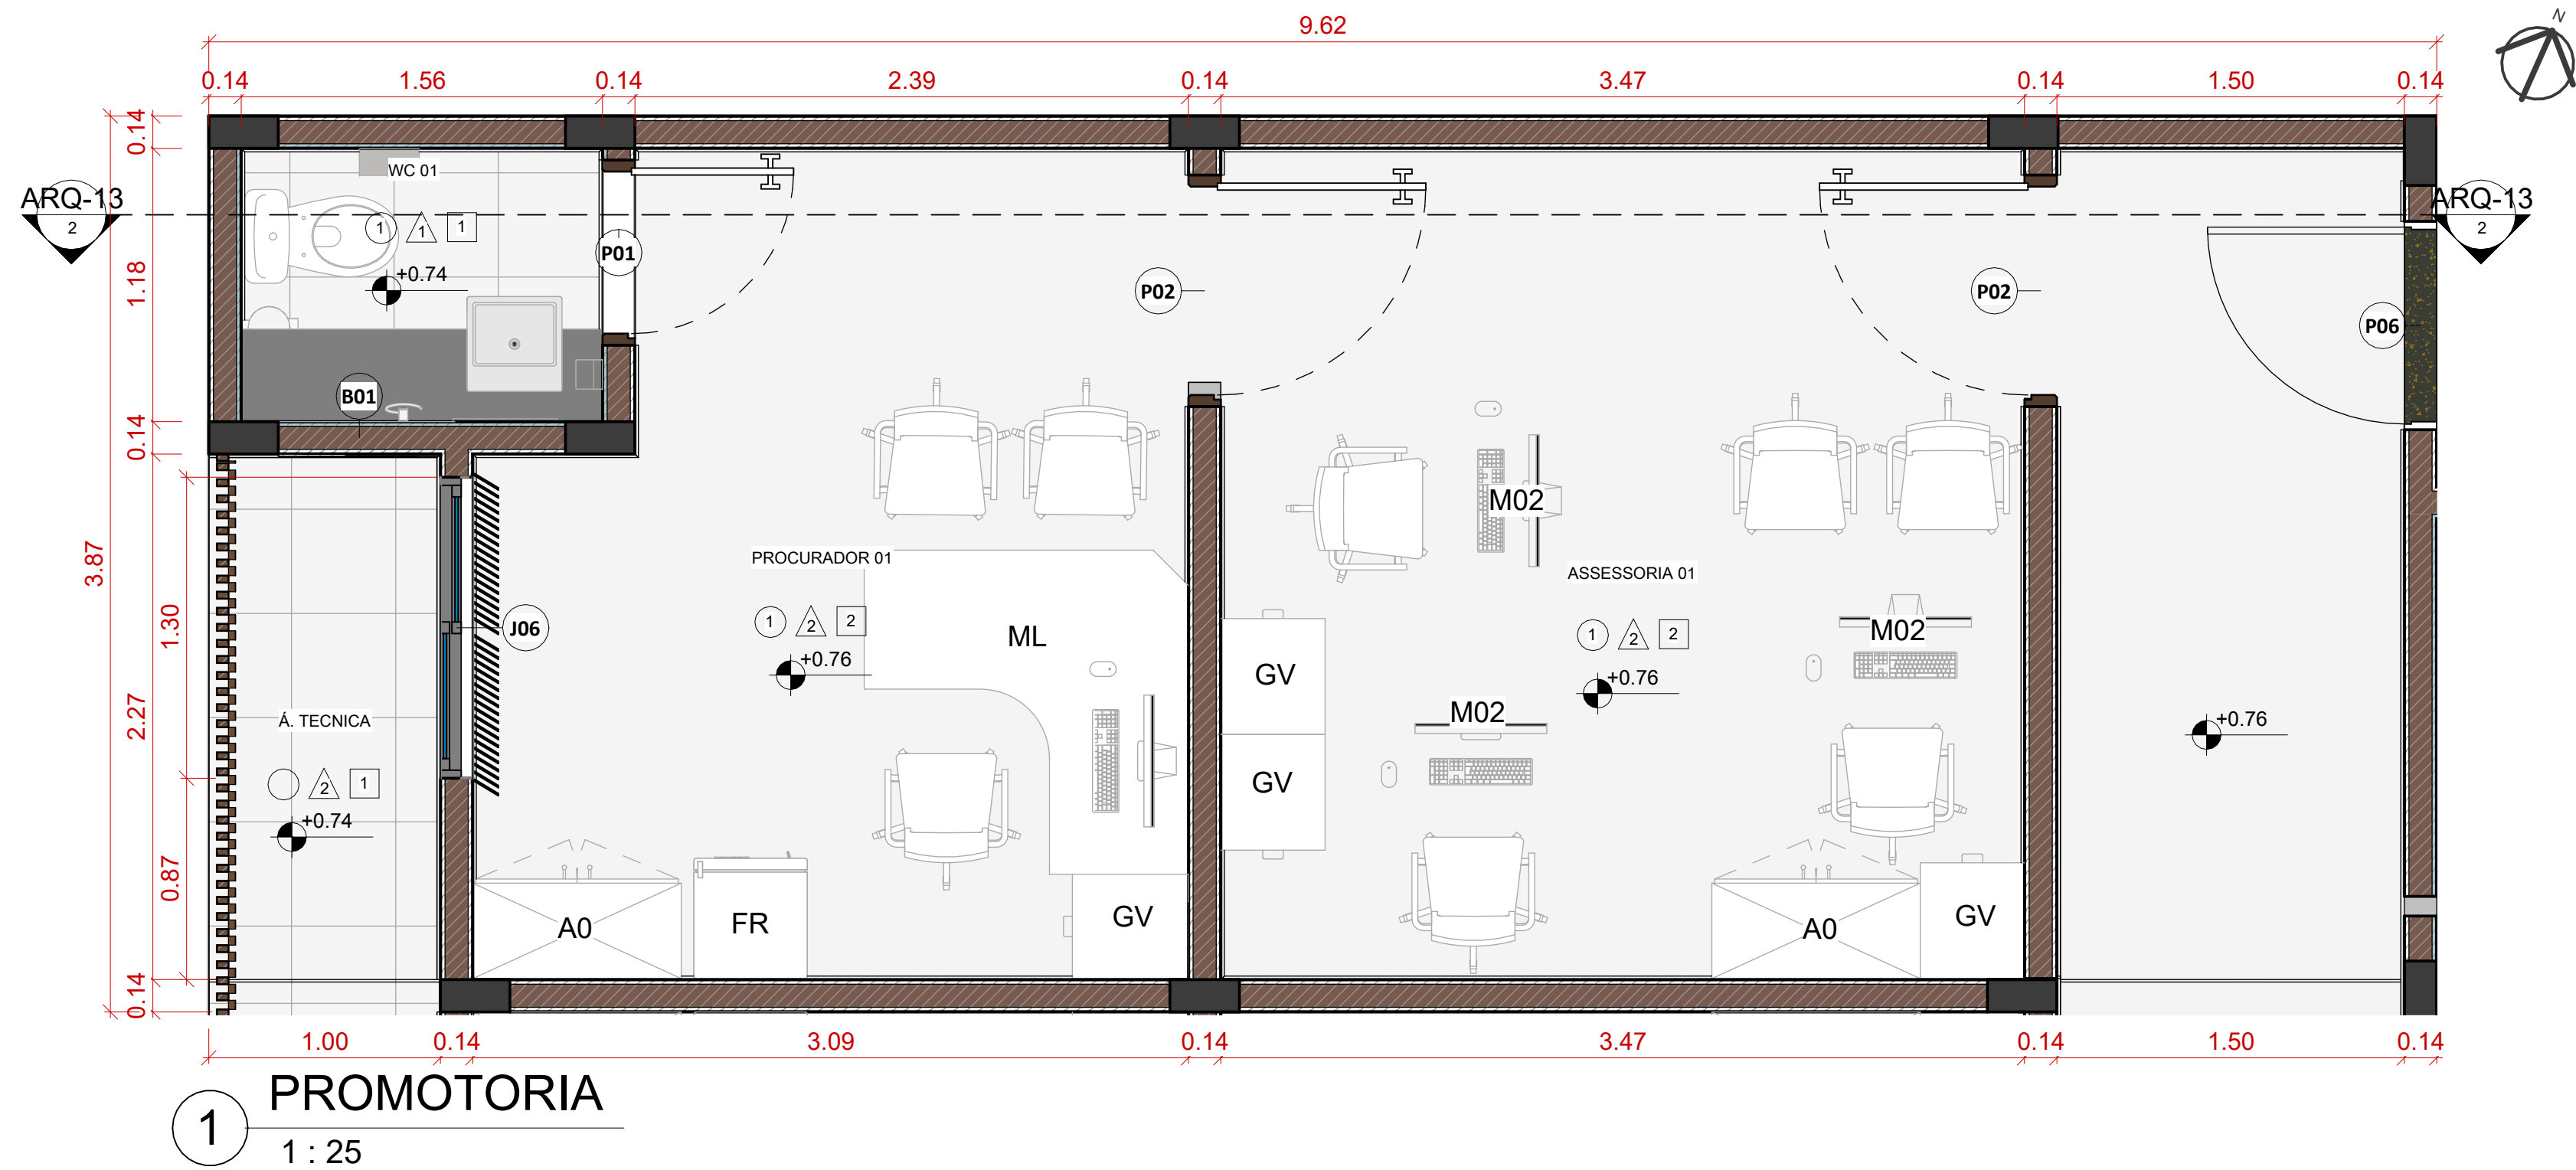 N
9.62
0.14 1.56 0.14 2.39 0.14 3.47 0.14 1.50 0.14
0.14
WC 01
ARQ-13
2
ARQ-13
2
1 1 1
P01
+0.74
1.18
P02
P02
P06
B01
0.14
M02
PROCURADOR 01
ASSESSORIA 01
3.87
1.30
J06
1 2 2
ML
1 2 2
M02
+0.76
GV
+0.76
2.27
Á. TECNICA
M02
+0.76
2 1
GV
+0.74
0.87
A0
FR
GV
A0
GV
0.14
1.00 0.14 3.09 0.14 3.47 0.14 1.50 0.14
1
PROMOTORIA
1 : 25